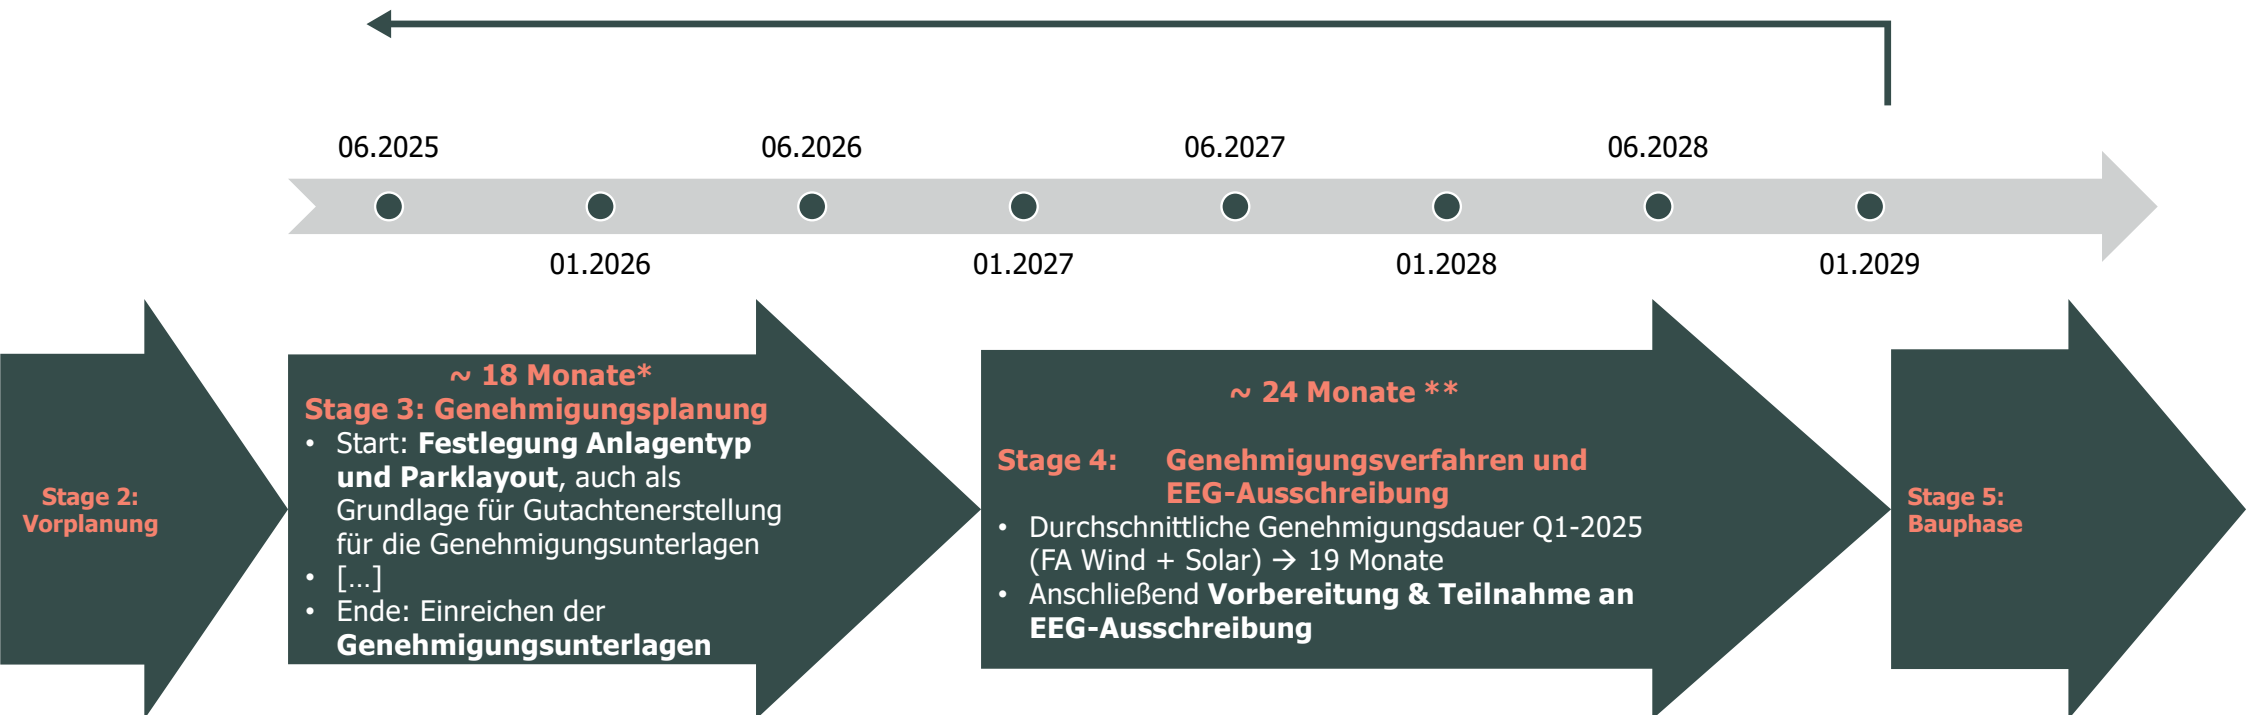 06.2025
06.2026
06.2027
06.2028
01.2026
01.2027
01.2028
01.2029
Stage 2:
Vorplanung
~ 18 Monate*
Stage 3: Genehmigungsplanung
• Start: Festlegung Anlagentyp
und Parklayout, auch als
Grundlage für Gutachtenerstellung
für die Genehmigungsunterlagen
• [...]
• Ende: Einreichen der
Genehmigungsunterlagen
~ 24 Monate **
Stage 4: Genehmigungsverfahren und
EEG-Ausschreibung
• Durchschnittliche Genehmigungsdauer Q1-2025
(FA Wind + Solar) → 19 Monate
• Anschließend Vorbereitung & Teilnahme an
EEG-Ausschreibung
Stage 5:
Bauphase